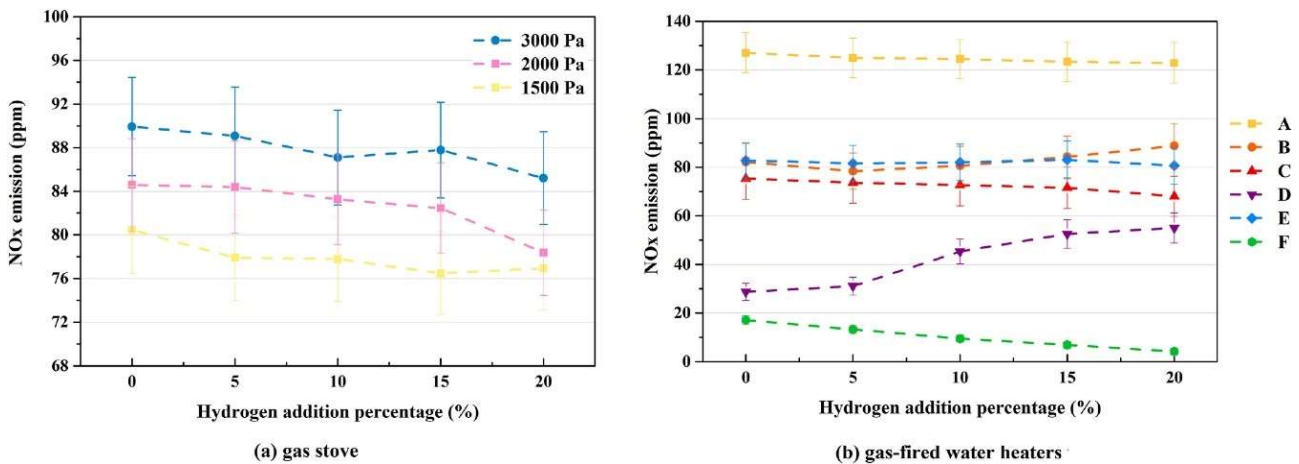 100
96
92
88
84
80
76
72
68
NOx emission (ppm)
3000 Pa
2000 Pa
1500 Pa
0 5 10 15 20
Hydrogen addition percentage (%)
(a) gas stove
140
120
100
80
60
40
20
0
NOx emission (ppm)
A
B
C
D
E
F
0 5 10 15 20
Hydrogen addition percentage (%)
(b) gas-fired water heaters